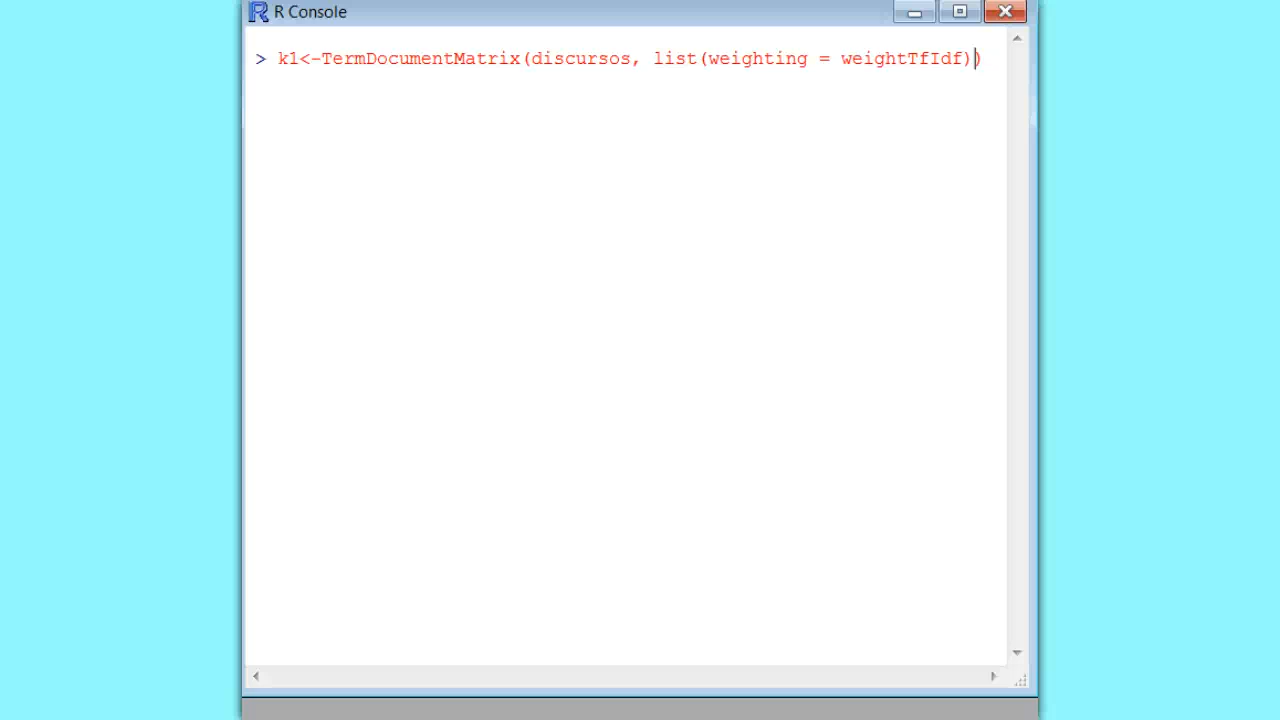 R Console
> k1<-TermDocumentMatrix(discursos, list(weighting = weightTfIdf))